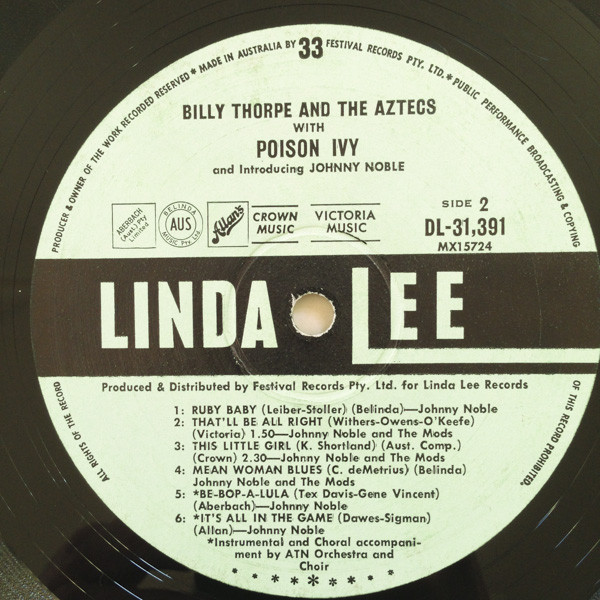 PRODUCER & OWNER OF THE WORK RECORDED RESERVED * MADE IN AUSTRALIA BY 33 FESTIVAL RECORDS PTY. LTD. * PUBLIC PERFORMANCE BROADCASTING & COPYING
BILLY THORPE AND THE AZTECS
WITH
POISON IVY
and Introducing JOHNNY NOBLE
ABERBACH
(Aust.) Pty
Limited
BELINDA
AUS
MUSIC Pty. Ltd
Allan's
CROWN
MUSIC
VICTORIA
MUSIC
SIDE 2
DL-31,391
MX15724
LINDA LEE
Produced & Distributed by Festival Records Pty. Ltd. for Linda Lee Records
1: RUBY BABY (Leiber-Stoller) (Belinda)—Johnny Noble
2: THAT'LL BE ALL RIGHT (Withers-Owens-O'Keefe)
(Victoria) 1.50—Johnny Noble and The Mods
3: THIS LITTLE GIRL (K. Shortland) (Aust. Comp.)
(Crown) 2.30—Johnny Noble and The Mods
4: MEAN WOMAN BLUES (C. deMetrius) (Belinda)
Johnny Noble and The Mods
5: *BE-BOP-A-LULA (Tex Davis-Gene Vincent)
(Aberbach)—Johnny Noble
6: *IT'S ALL IN THE GAME (Dawes-Sigman)
(Allan)—Johnny Noble
*Instrumental and Choral accompani-
ment by ATN Orchestra and
Choir
ALL RIGHTS OF THE RECORD
OF THIS RECORD PROHIBITED.